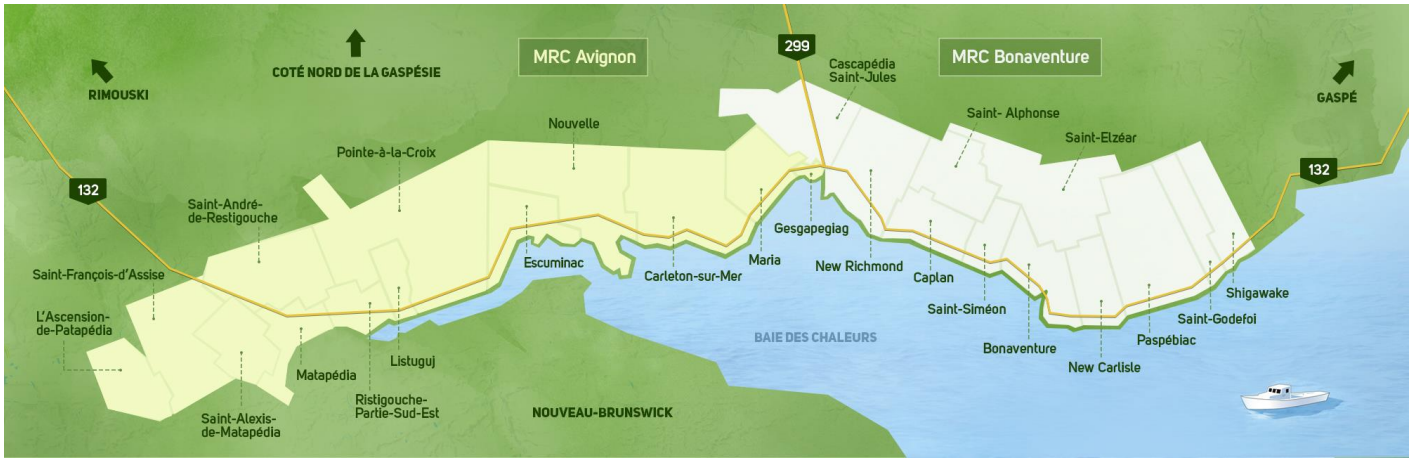 299
MRC Avignon
MRC Bonaventure
COTÉ NORD DE LA GASPÉSIE
RIMOUSKI
Cascapédia
Saint-Jules
GASPÉ
Nouvelle
Saint- Alphonse
Saint-Elzéar
Pointe-à-la-Croix
132
132
Saint-André-
de-Restigouche
Gesgapegiag
Saint-François-d'Assise
Escuminac
Carleton-sur-Mer
Maria
New Richmond
Caplan
Shigawake
L'Ascension-
de-Patapédia
Saint-Siméon
Saint-Godefoi
BAIE DES CHALEURS
Paspébiac
Bonaventure
Listuguj
New Carlisle
Matapédia
Ristigouche-
Partie-Sud-Est
NOUVEAU-BRUNSWICK
Saint-Alexis-
de-Matapédia